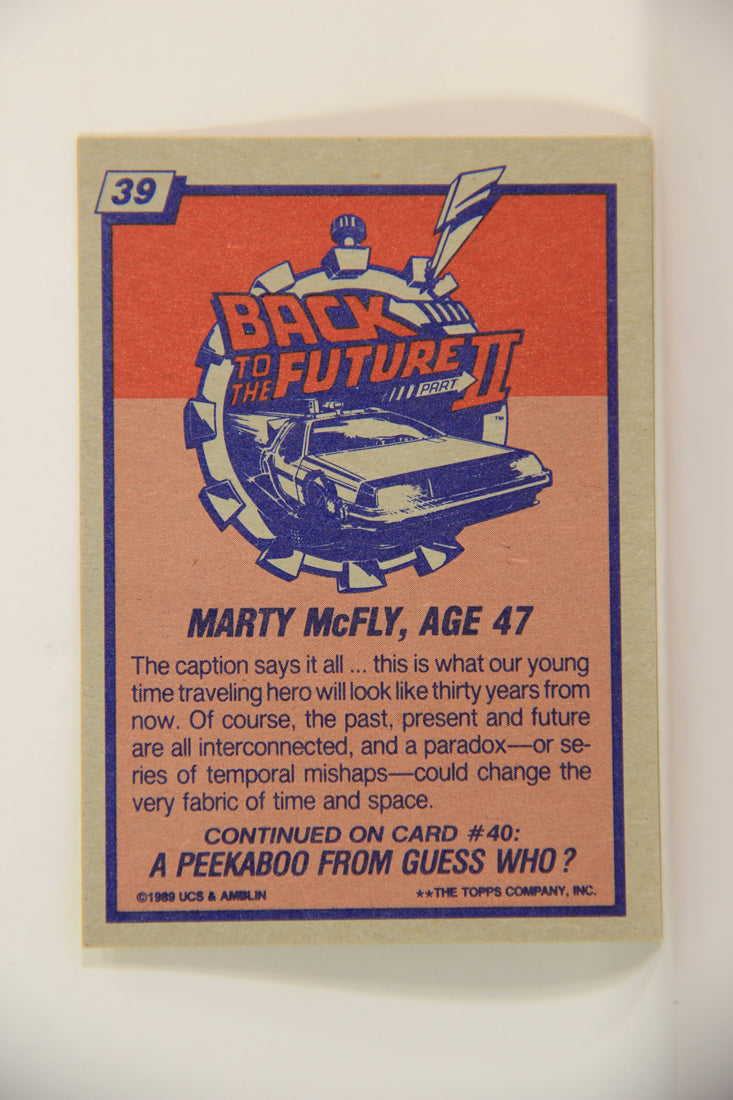 39
BACK
TO THE FUTURE
PART II
™
MARTY McFLY, AGE 47
The caption says it all ... this is what our young
time traveling hero will look like thirty years from
now. Of course, the past, present and future
are all interconnected, and a paradox—or se-
ries of temporal mishaps—could change the
very fabric of time and space.
CONTINUED ON CARD #40:
A PEEKABOO FROM GUESS WHO?
©1989 UCS & AMBLIN
**THE TOPPS COMPANY, INC.